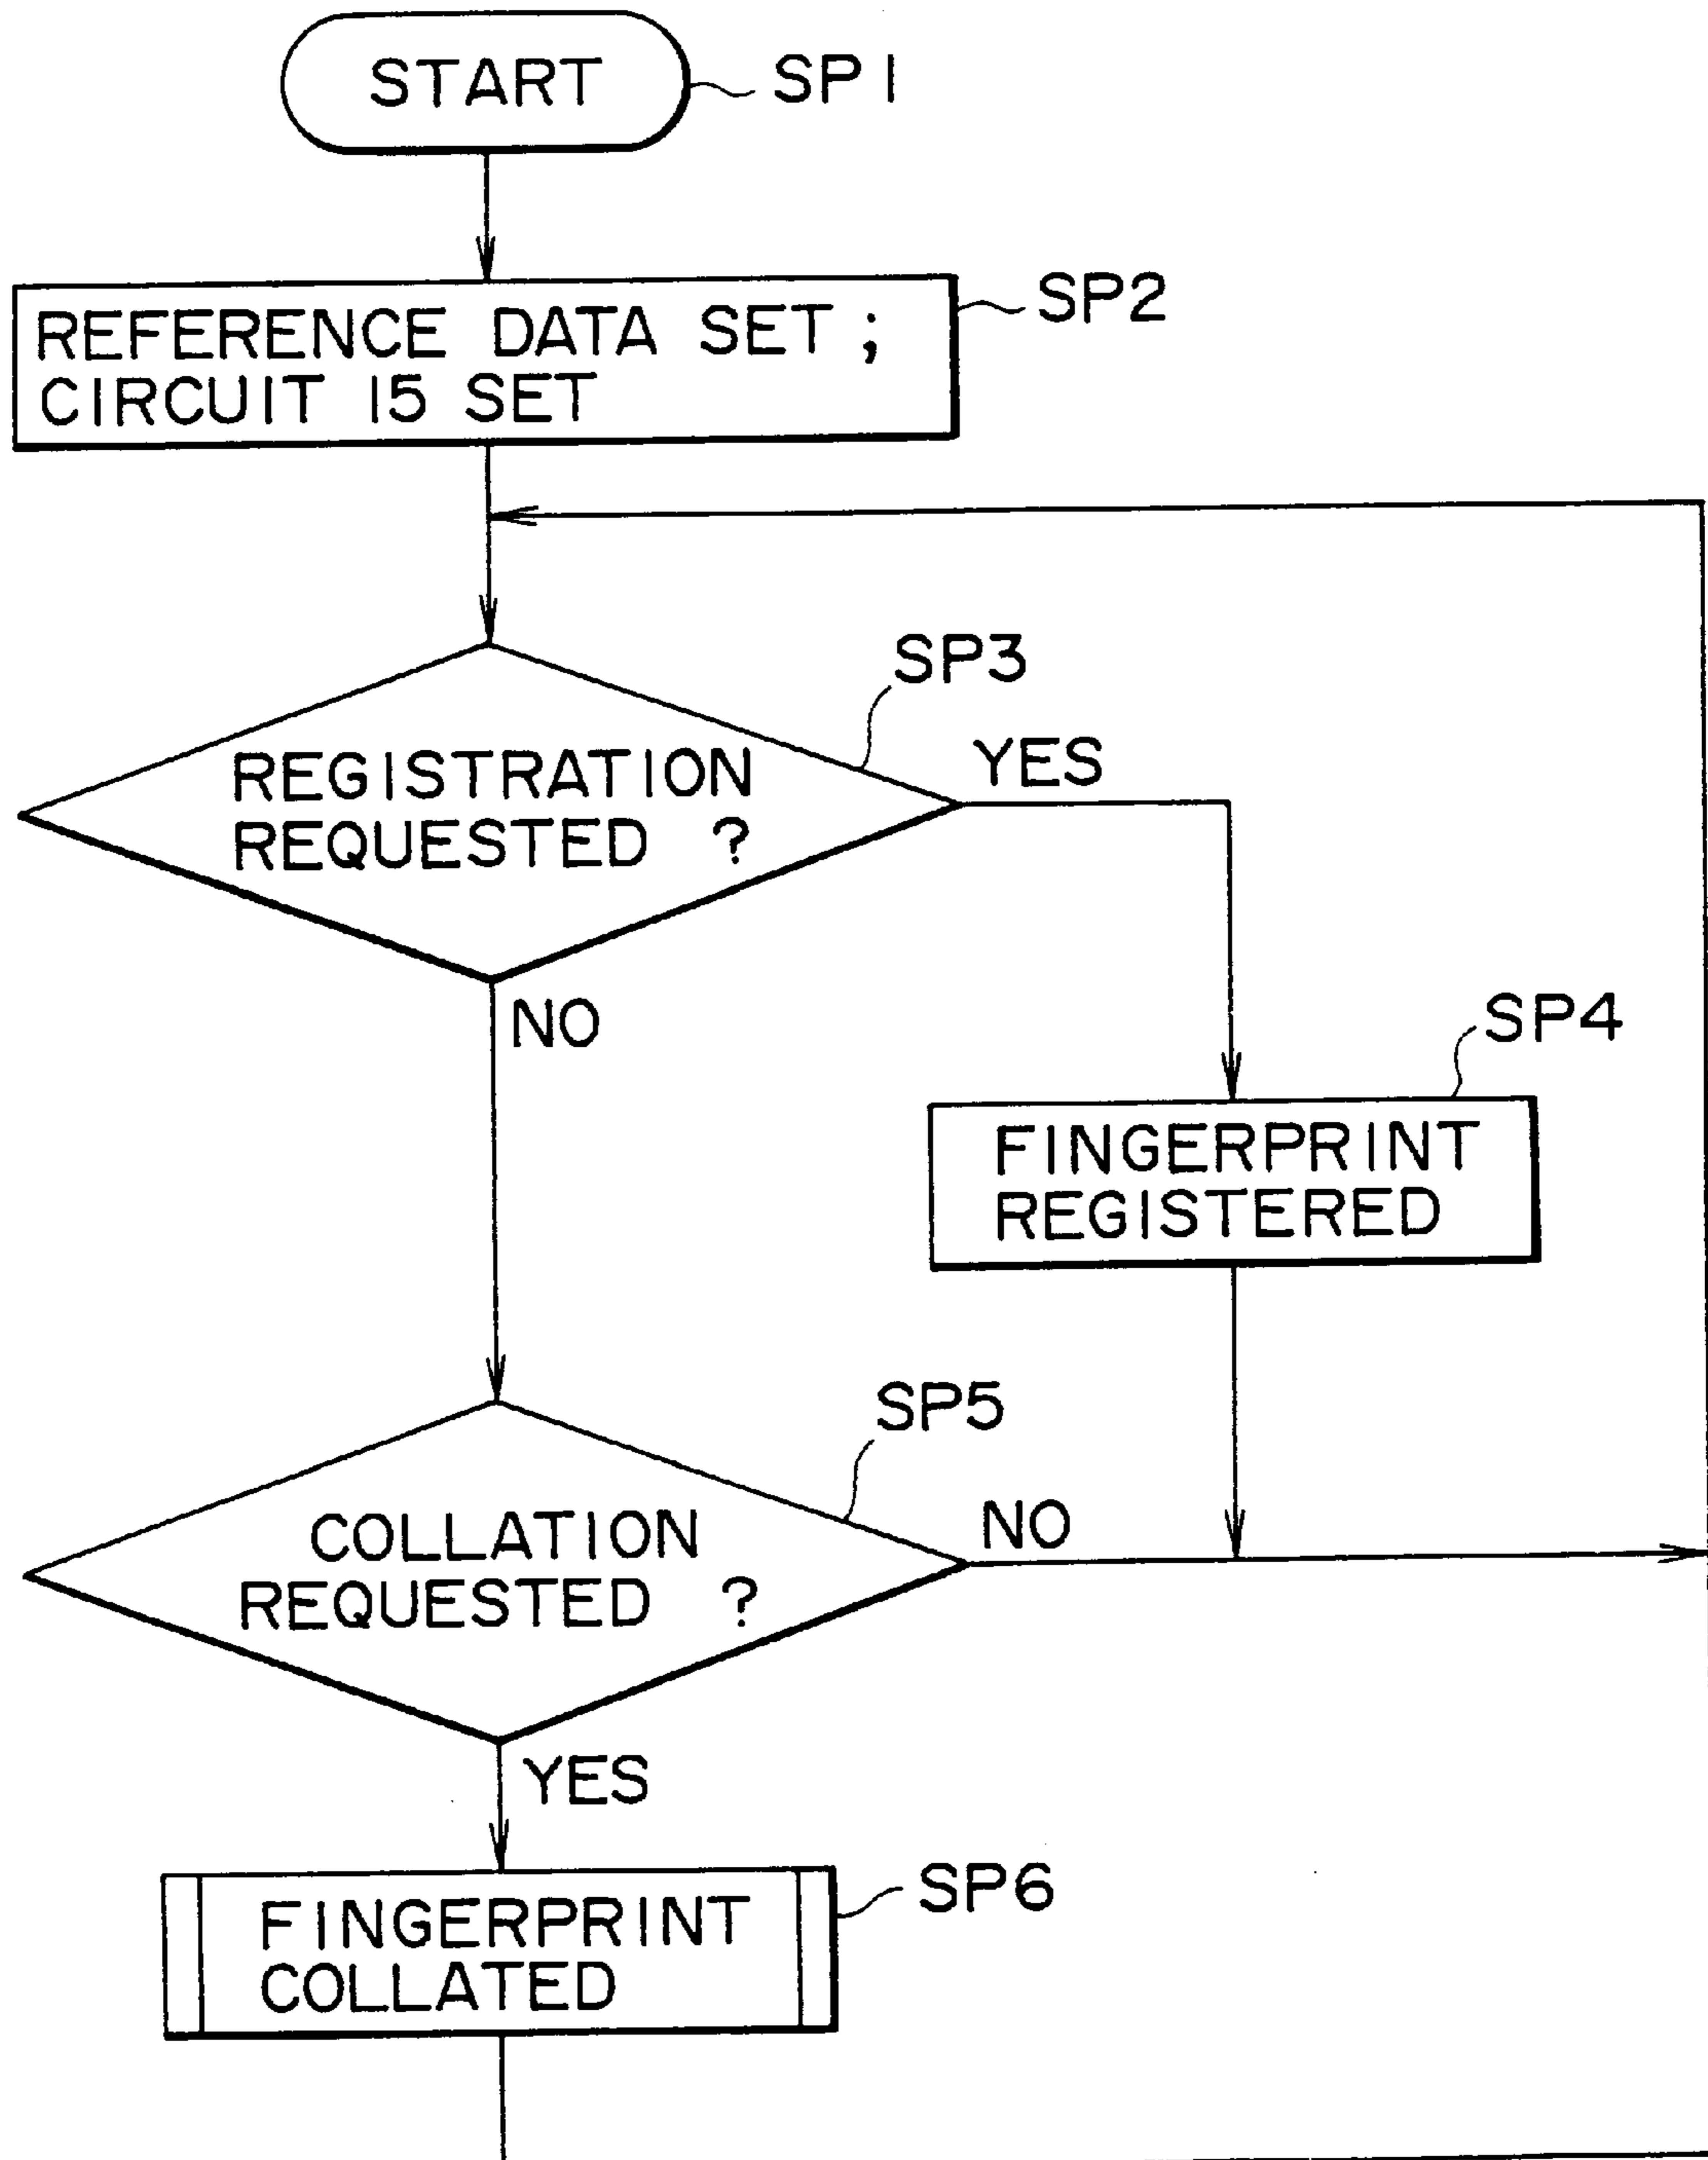 START
SP1
REFERENCE DATA SET ;
CIRCUIT 15 SET
SP2
SP3
REGISTRATION
REQUESTED ?
YES
NO
SP4
FINGERPRINT
REGISTERED
SP5
COLLATION
REQUESTED ?
NO
YES
FINGERPRINT
COLLATED
SP6